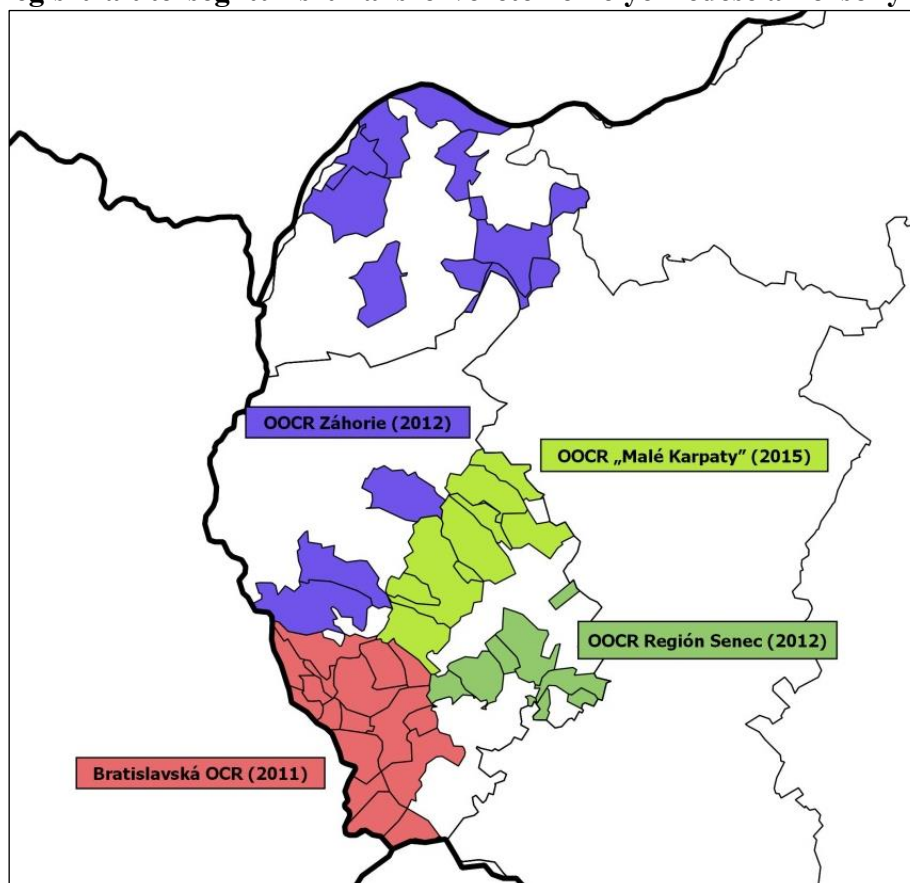 OOCR Záhorie (2012)
OOCR „Malé Karpaty” (2015)
OOCR Región Senec (2012)
Bratislavská OCR (2011)